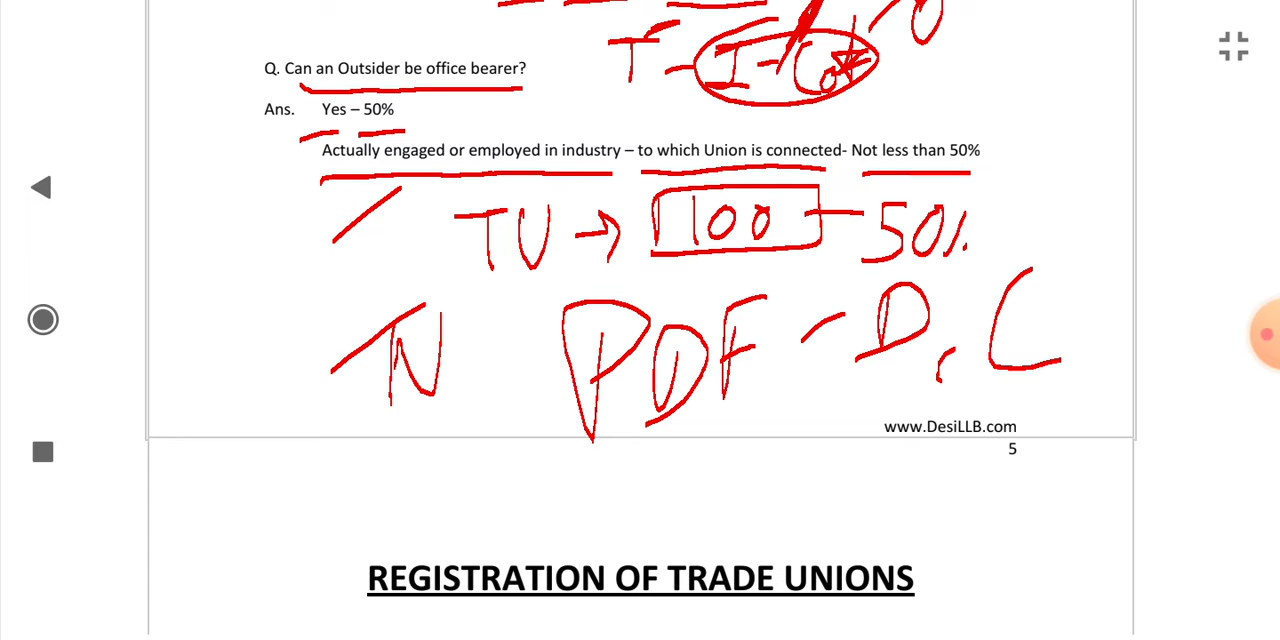 T - I - Cot
Q. Can an Outsider be office bearer?
Ans. Yes – 50%
Actually engaged or employed in industry – to which Union is connected- Not less than 50%
TU → 100 - 50%
PDF - D.C
www.DesiLLB.com
5
REGISTRATION OF TRADE UNIONS